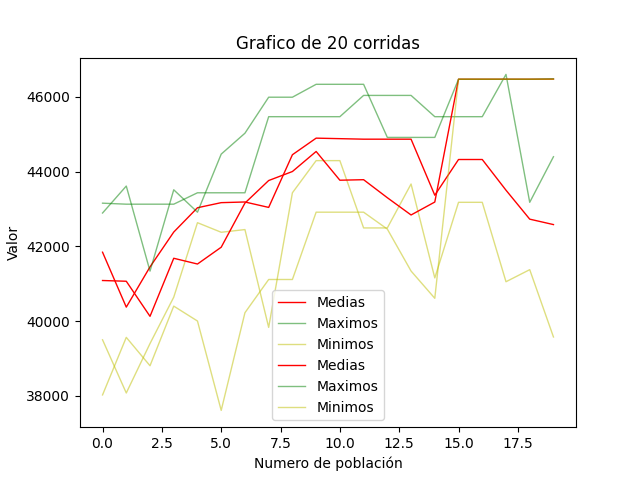 Grafico de 20 corridas
Valor
46000
44000
42000
40000
38000
Medias
Maximos
Minimos
Medias
Maximos
Minimos
0.0 2.5 5.0 7.5 10.0 12.5 15.0 17.5
Numero de población